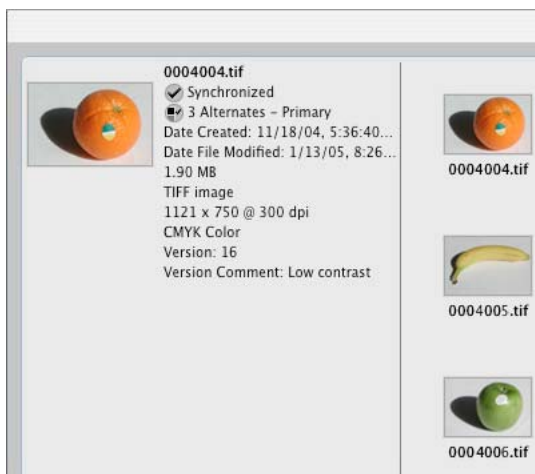 0004004.tif
Synchronized
3 Alternates – Primary
Date Created: 11/18/04, 5:36:40...
Date File Modified: 1/13/05, 8:26...
1.90 MB
TIFF image
1121 x 750 @ 300 dpi
CMYK Color
Version: 16
Version Comment: Low contrast
0004004.tif
0004005.tif
0004006.tif